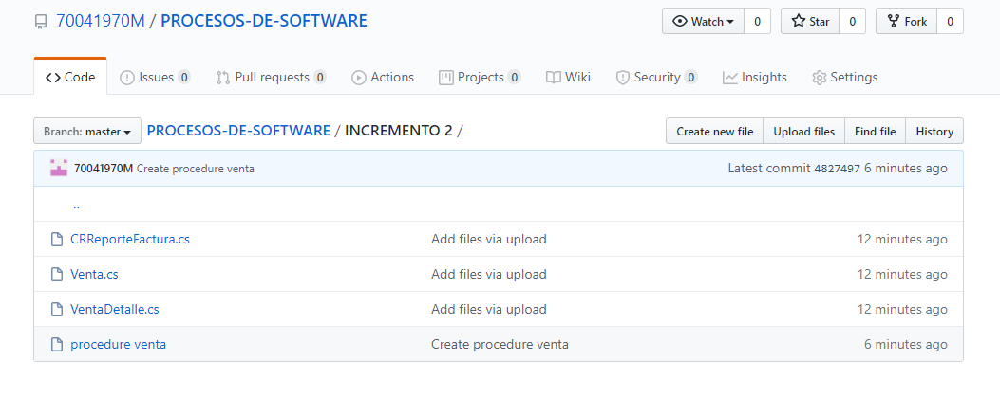 70041970M / PROCESOS-DE-SOFTWARE Watch 0 Star 0 Fork 0
Code Issues 0 Pull requests 0 Actions Projects 0 Wiki Security 0 Insights Settings
Branch: master PROCESOS-DE-SOFTWARE / INCREMENTO 2 / Create new file Upload files Find file History
70041970M Create procedure venta Latest commit 4827497 6 minutes ago
..
CRReporteFactura.cs Add files via upload 12 minutes ago
Venta.cs Add files via upload 12 minutes ago
VentaDetalle.cs Add files via upload 12 minutes ago
procedure venta Create procedure venta 6 minutes ago